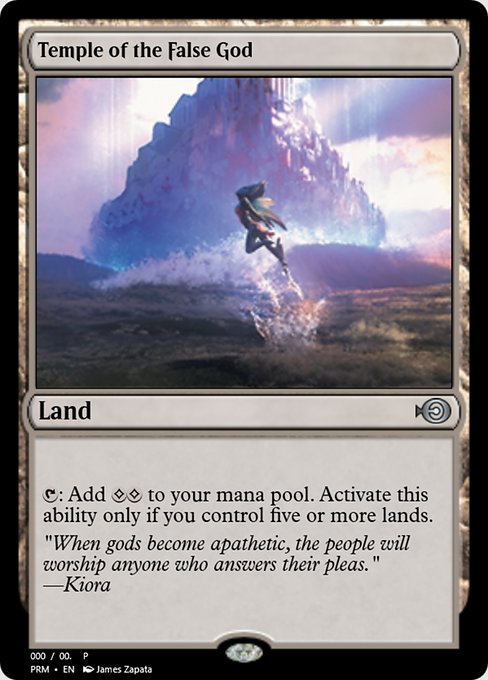 Temple of the False God
Land
: Add to your mana pool. Activate this
ability only if you control five or more lands.
"When gods become apathetic, the people will
worship anyone who answers their pleas."
—Kiora
000 / 00. P
PRM • EN James Zapata